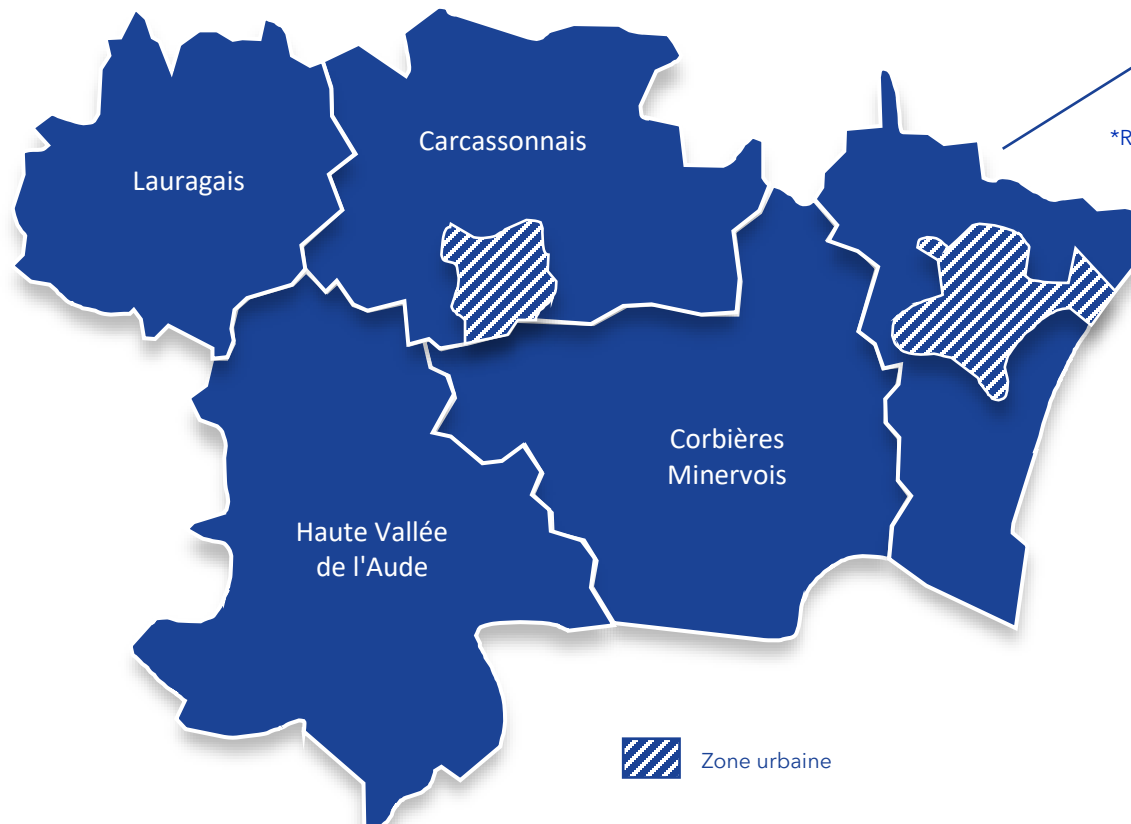 *R
Carcassonnais
Lauragais
Corbières
Minervois
Haute Vallée
de l'Aude
Zone urbaine